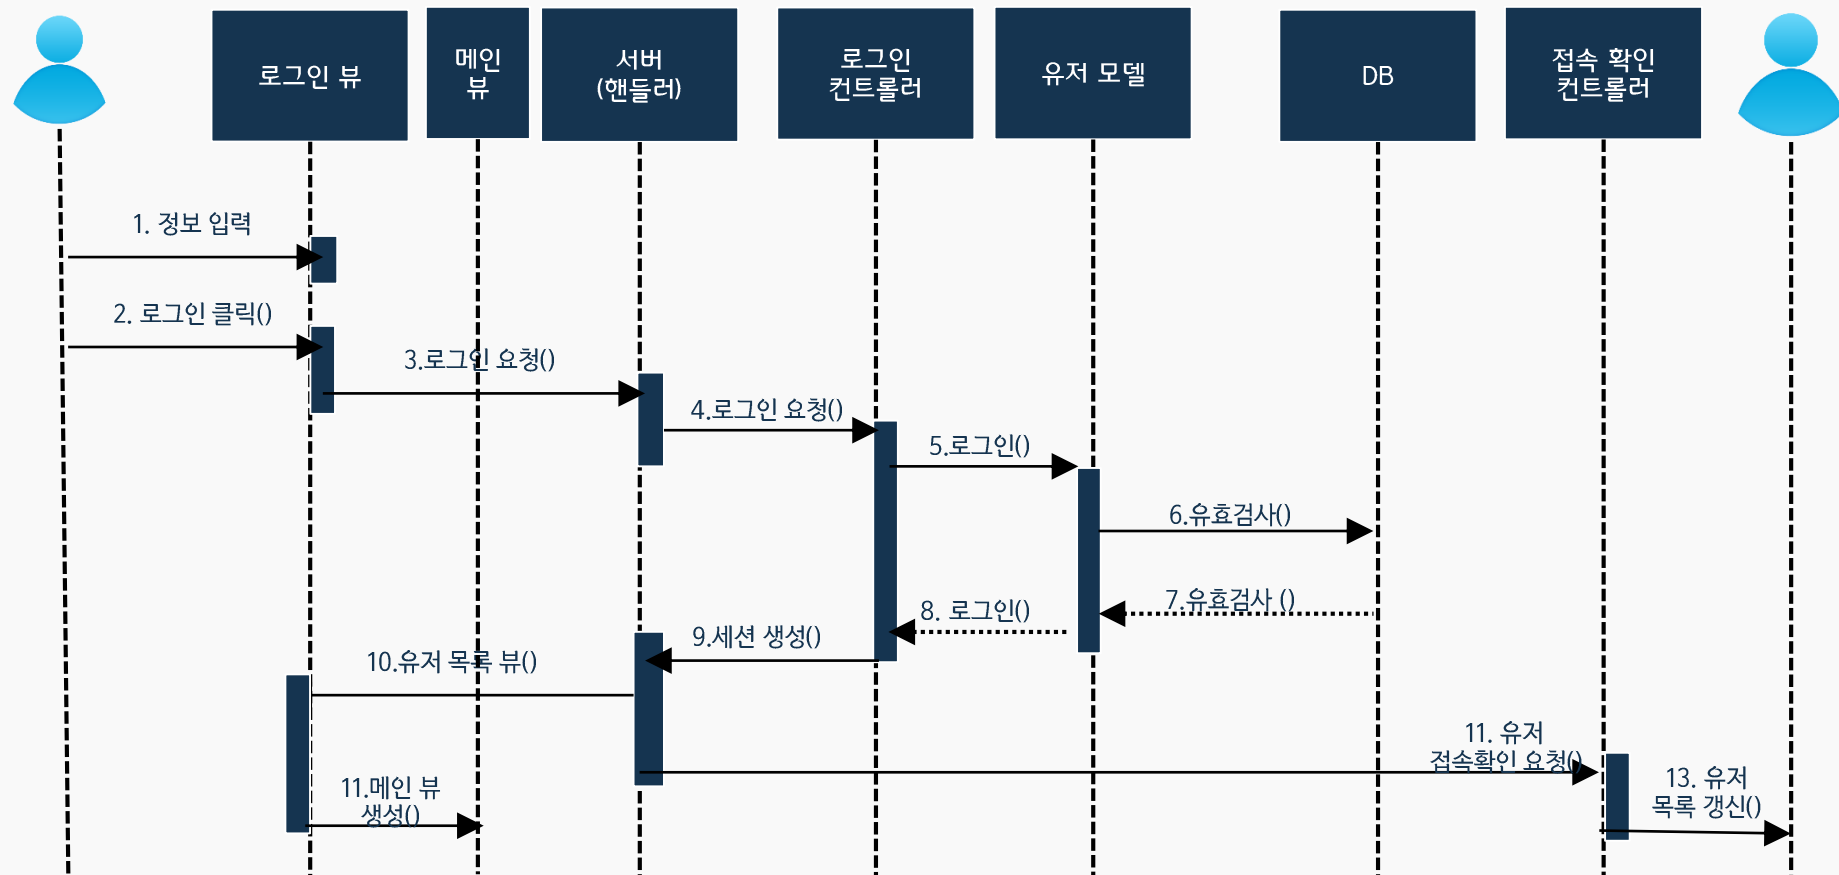 로그인 뷰
메인
뷰
서버
(핸들러)
로그인
컨트롤러
유저 모델
DB
접속 확인
컨트롤러
1. 정보 입력
2. 로그인 클릭()
3.로그인 요청()
4.로그인 요청()
5.로그인()
6.유효검사()
7.유효검사 ()
8. 로그인()
9.세션 생성()
10.유저 목록 뷰()
11. 유저
접속확인 요청()
11.메인 뷰
생성()
13. 유저
목록 갱신()